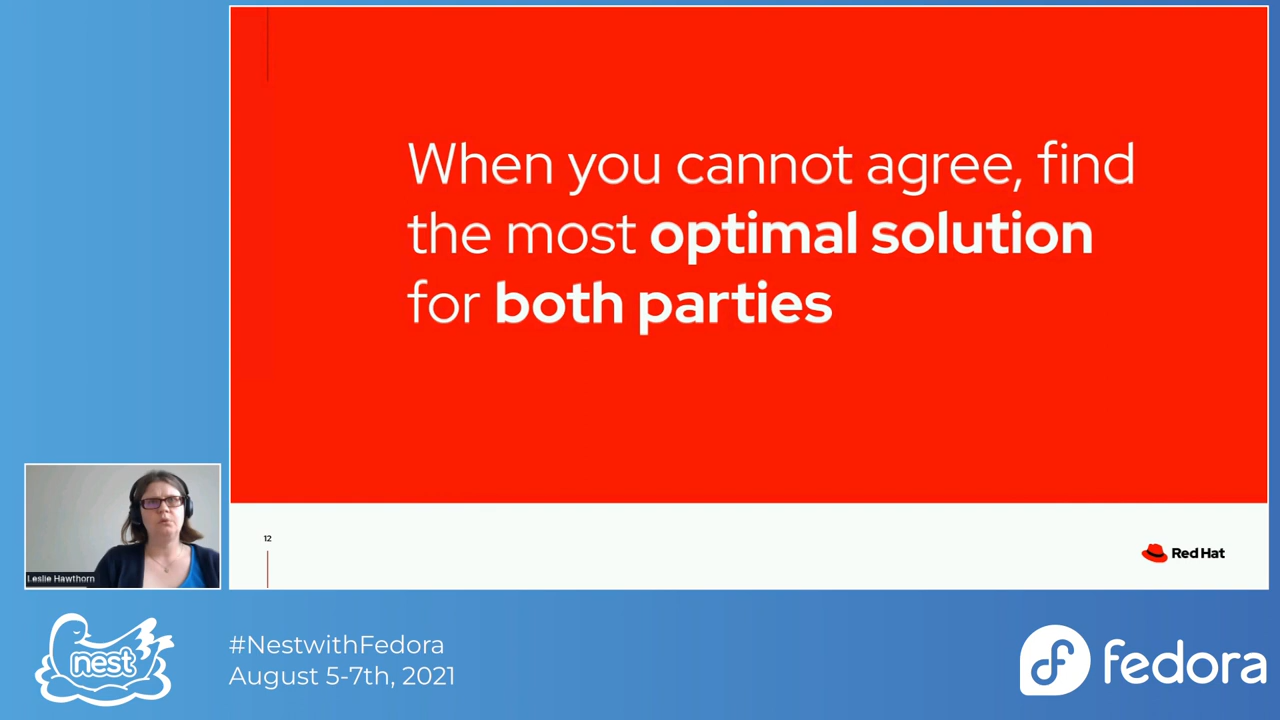 When you cannot agree, find
the most optimal solution
for both parties
12
Red Hat
Leslie Hawthorn
nest
#NestwithFedora
August 5-7th, 2021
fedora